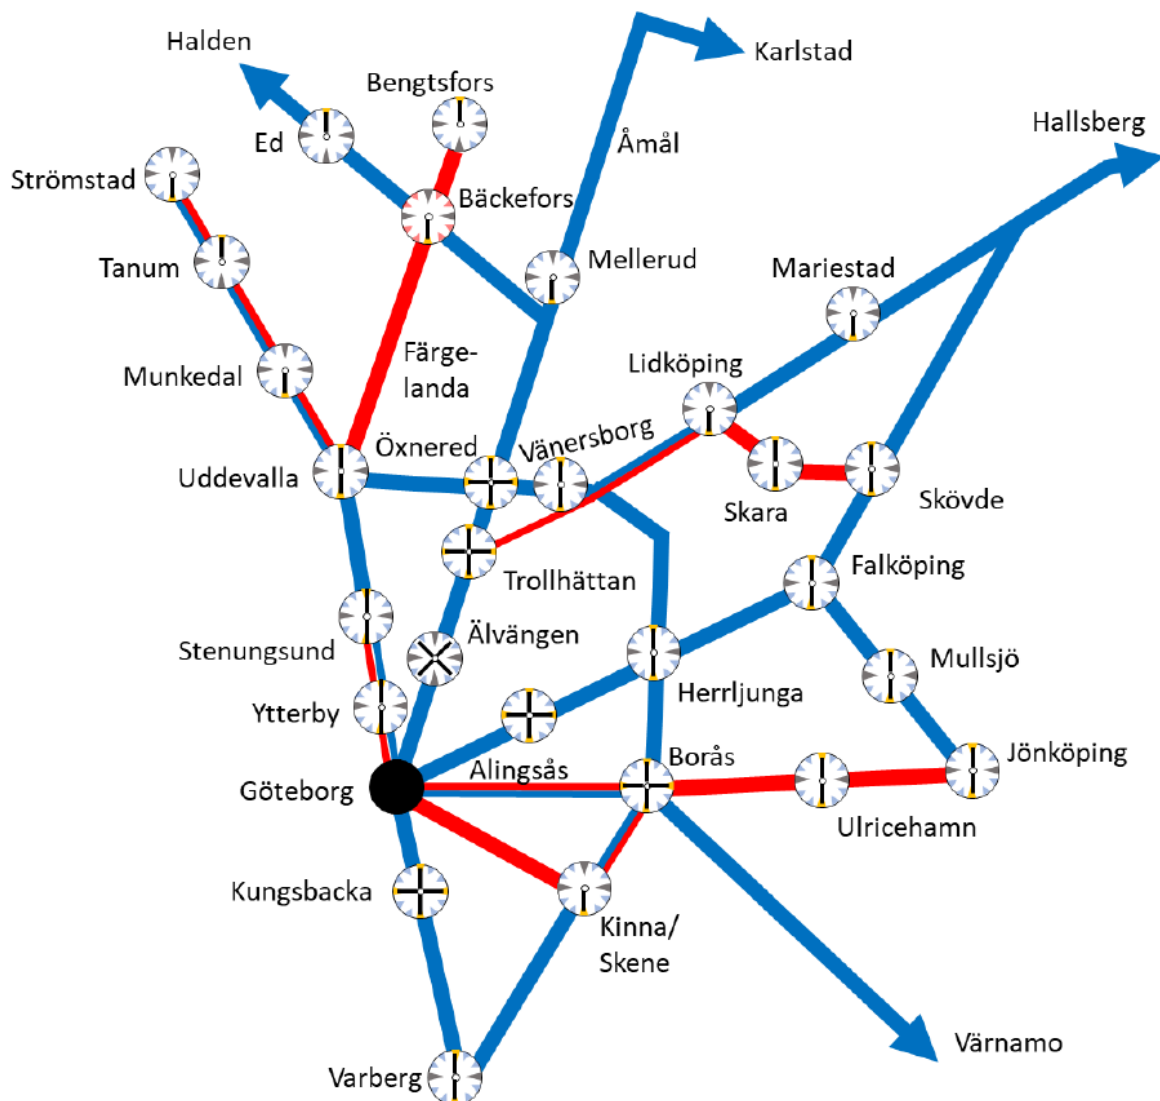 Halden
Karlstad
Bengtsfors
Hallsberg
Ed
Åmål
Strömstad
Bäckefors
Tanum
Mellerud
Mariestad
Munkedal
Färge-
landa
Lidköping
Öxnered
Vänersborg
Uddevalla
Skara
Skövde
Trollhättan
Falköping
Stenungsund
Älvängen
Mullsjö
Ytterby
Herrljunga
Göteborg
Alingsås
Borås
Jönköping
Ulricehamn
Kungsbacka
Kinna/
Skene
Värnamo
Varberg